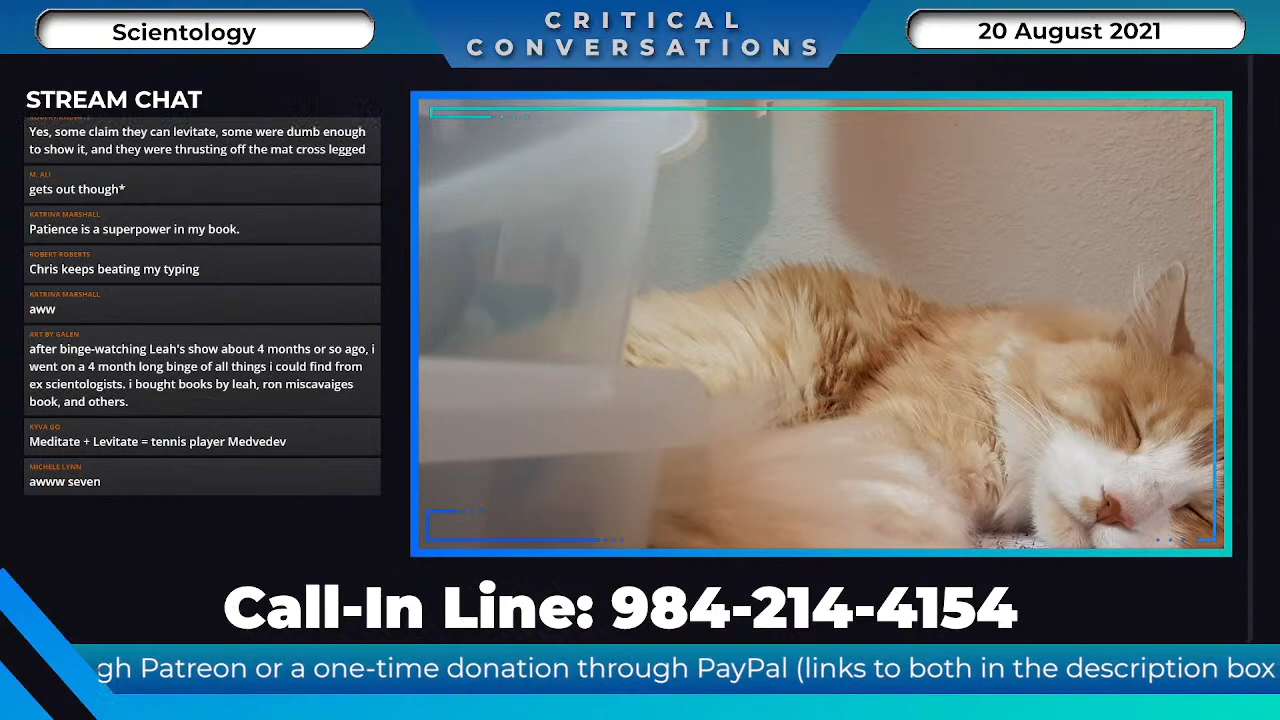 Scientology
CRITICAL
CONVERSATIONS
20 August 2021
STREAM CHAT
Yes, some claim they can levitate, some were dumb enough
to show it, and they were thrusting off the mat cross legged
M. ALI
gets out though*
KATRINA MARSHALL
Patience is a superpower in my book.
ROBERT ROBERTS
Chris keeps beating my typing
KATRINA MARSHALL
aww
ART BY GALEN
after binge-watching Leah's show about 4 months or so ago, i
went on a 4 month long binge of all things i could find from
ex scientologists. i bought books by leah, ron miscavaiges
book, and others.
KYVA GO
Meditate + Levitate = tennis player Medvedev
MICHELE LYNN
awww seven
Call-In Line: 984-214-4154
gh Patreon or a one-time donation through PayPal (links to both in the description box